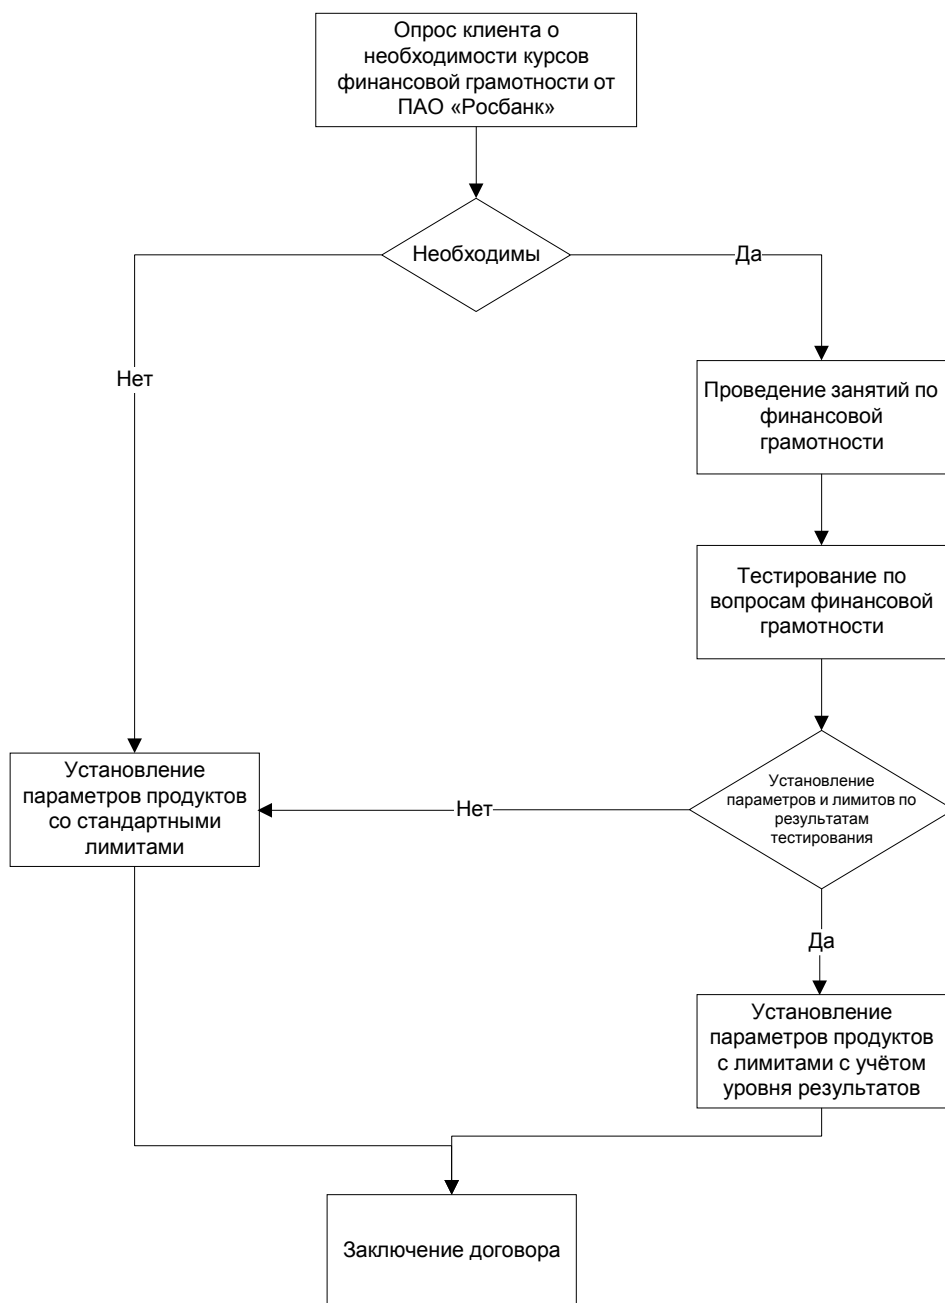 Опрос клиента о
необходимости курсов
финансовой грамотности от
ПАО «Росбанк»
Необходимы
Да
Нет
Проведение занятий по
финансовой
грамотности
Тестирование по
вопросам финансовой
грамотности
Установление
параметров и лимитов по
результатам
тестирования
Нет
Установление
параметров продуктов
со стандартными
лимитами
Да
Установление
параметров продуктов
с лимитами с учётом
уровня результатов
Заключение договора